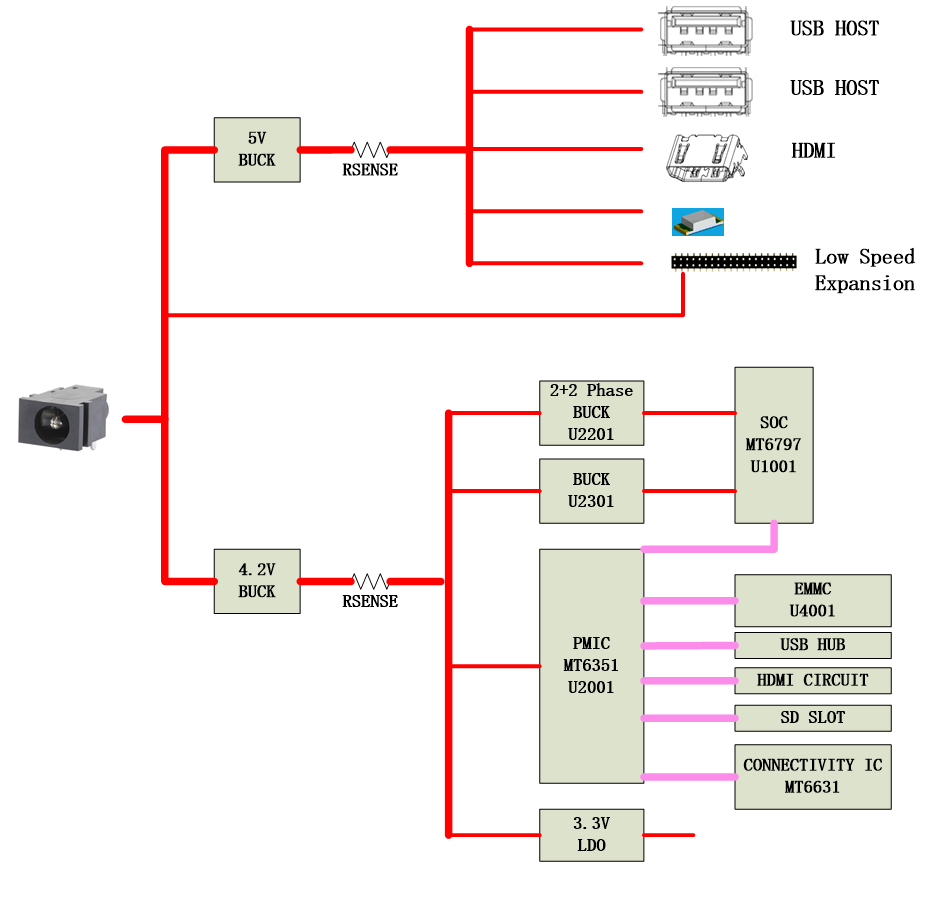 USB HOST
USB HOST
5V
BUCK
RSENSE
HDMI
Low Speed
Expansion
2+2 Phase
BUCK
U2201
SOC
MT6797
U1001
BUCK
U2301
4.2V
BUCK
RSENSE
PMIC
MT6351
U2001
EMMC
U4001
USB HUB
HDMI CIRCUIT
SD SLOT
CONNECTIVITY IC
MT6631
3.3V
LDO